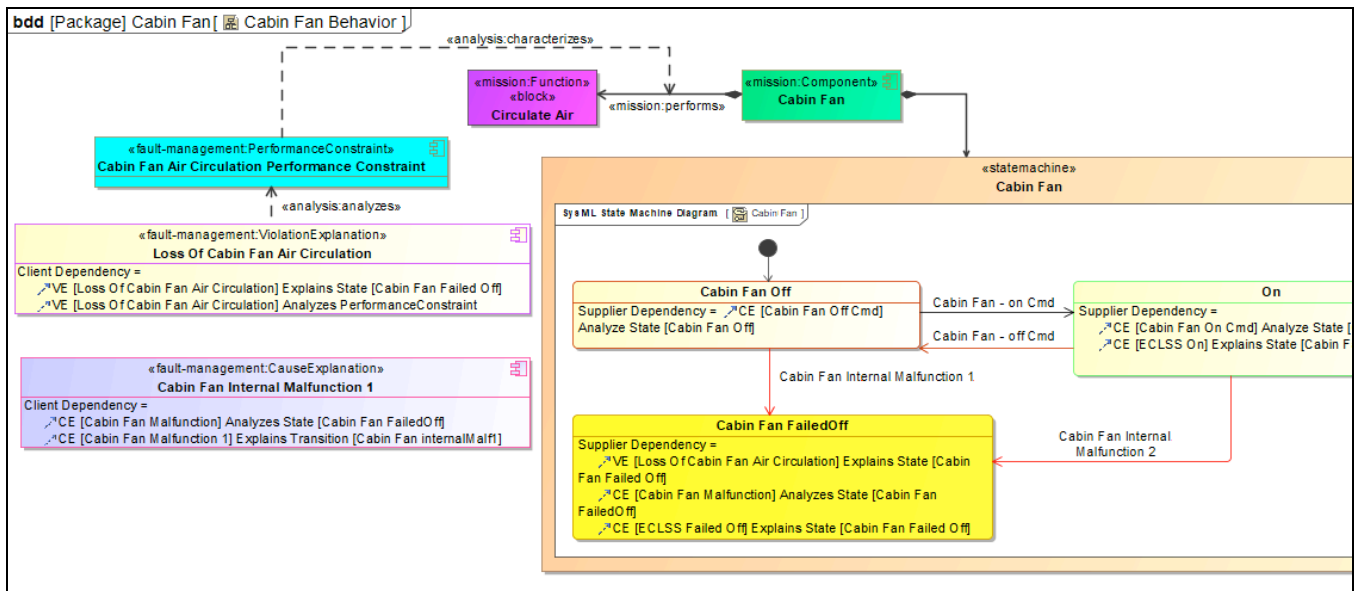 bdd [Package] Cabin Fan[ Cabin Fan Behavior ]
«analysis:characterizes»
«mission:Function»
«block»
Circulate Air
«mission:performs»
«mission:Component»
Cabin Fan
«fault-management:PerformanceConstraint»
Cabin Fan Air Circulation Performance Constraint
«analysis:analyzes»
«fault-management:ViolationExplanation»
Loss Of Cabin Fan Air Circulation
Client Dependency =
VE [Loss Of Cabin Fan Air Circulation] Explains State [Cabin Fan Failed Off]
VE [Loss Of Cabin Fan Air Circulation] Analyzes PerformanceConstraint
«fault-management:CauseExplanation»
Cabin Fan Internal Malfunction 1
Client Dependency =
CE [Cabin Fan Malfunction] Analyzes State [Cabin Fan FailedOff]
CE [Cabin Fan Malfunction 1] Explains Transition [Cabin Fan internalMalf1]
«statemachine»
Cabin Fan
SysML State Machine Diagram [ Cabin Fan ]
Cabin Fan Off
Supplier Dependency = CE [Cabin Fan Off Cmd]
Analyze State [Cabin Fan Off]
Cabin Fan - on Cmd
Cabin Fan - off Cmd
On
Supplier Dependency =
CE [Cabin Fan On Cmd] Analyze State [
CE [ECLSS On] Explains State [Cabin F
Cabin Fan Internal Malfunction 1
Cabin Fan Internal
Malfunction 2
Cabin Fan FailedOff
Supplier Dependency =
VE [Loss Of Cabin Fan Air Circulation] Explains State [Cabin
Fan Failed Off]
CE [Cabin Fan Malfunction] Analyzes State [Cabin Fan
FailedOff]
CE [ECLSS Failed Off] Explains State [Cabin Fan Failed Off]